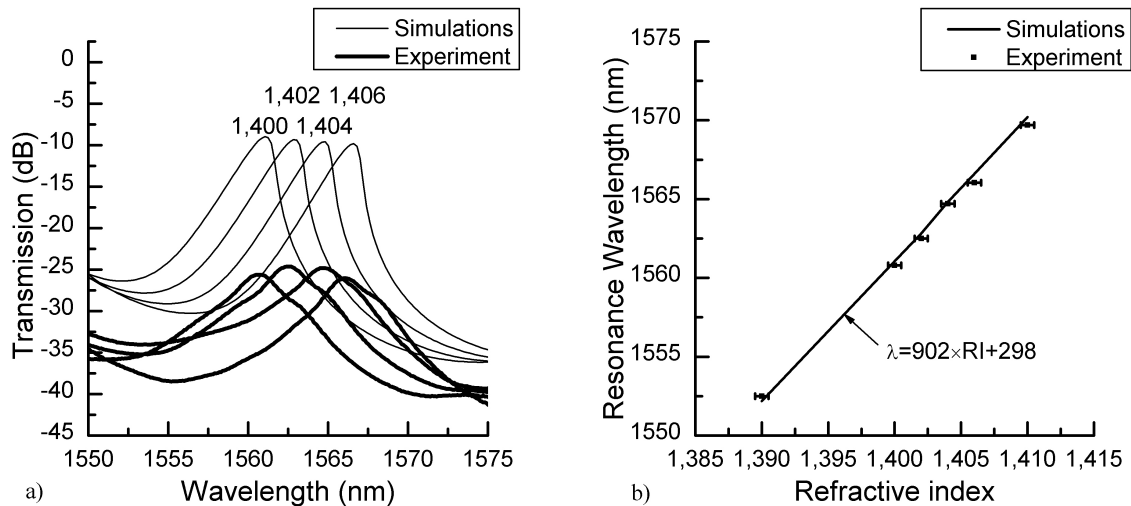 Simulations
Experiment
0
-5
-10
-15
-20
-25
-30
-35
-40
-45
Transmission (dB)
1,402 1,406
1,400 1,404
1550 1555 1560 1565 1570 1575
Wavelength (nm)
a)
Simulations
Experiment
1575
1570
1565
1560
1555
1550
Resonance Wavelength (nm)
λ=902×RI+298
1,385 1,390 1,395 1,400 1,405 1,410 1,415
Refractive index
b)